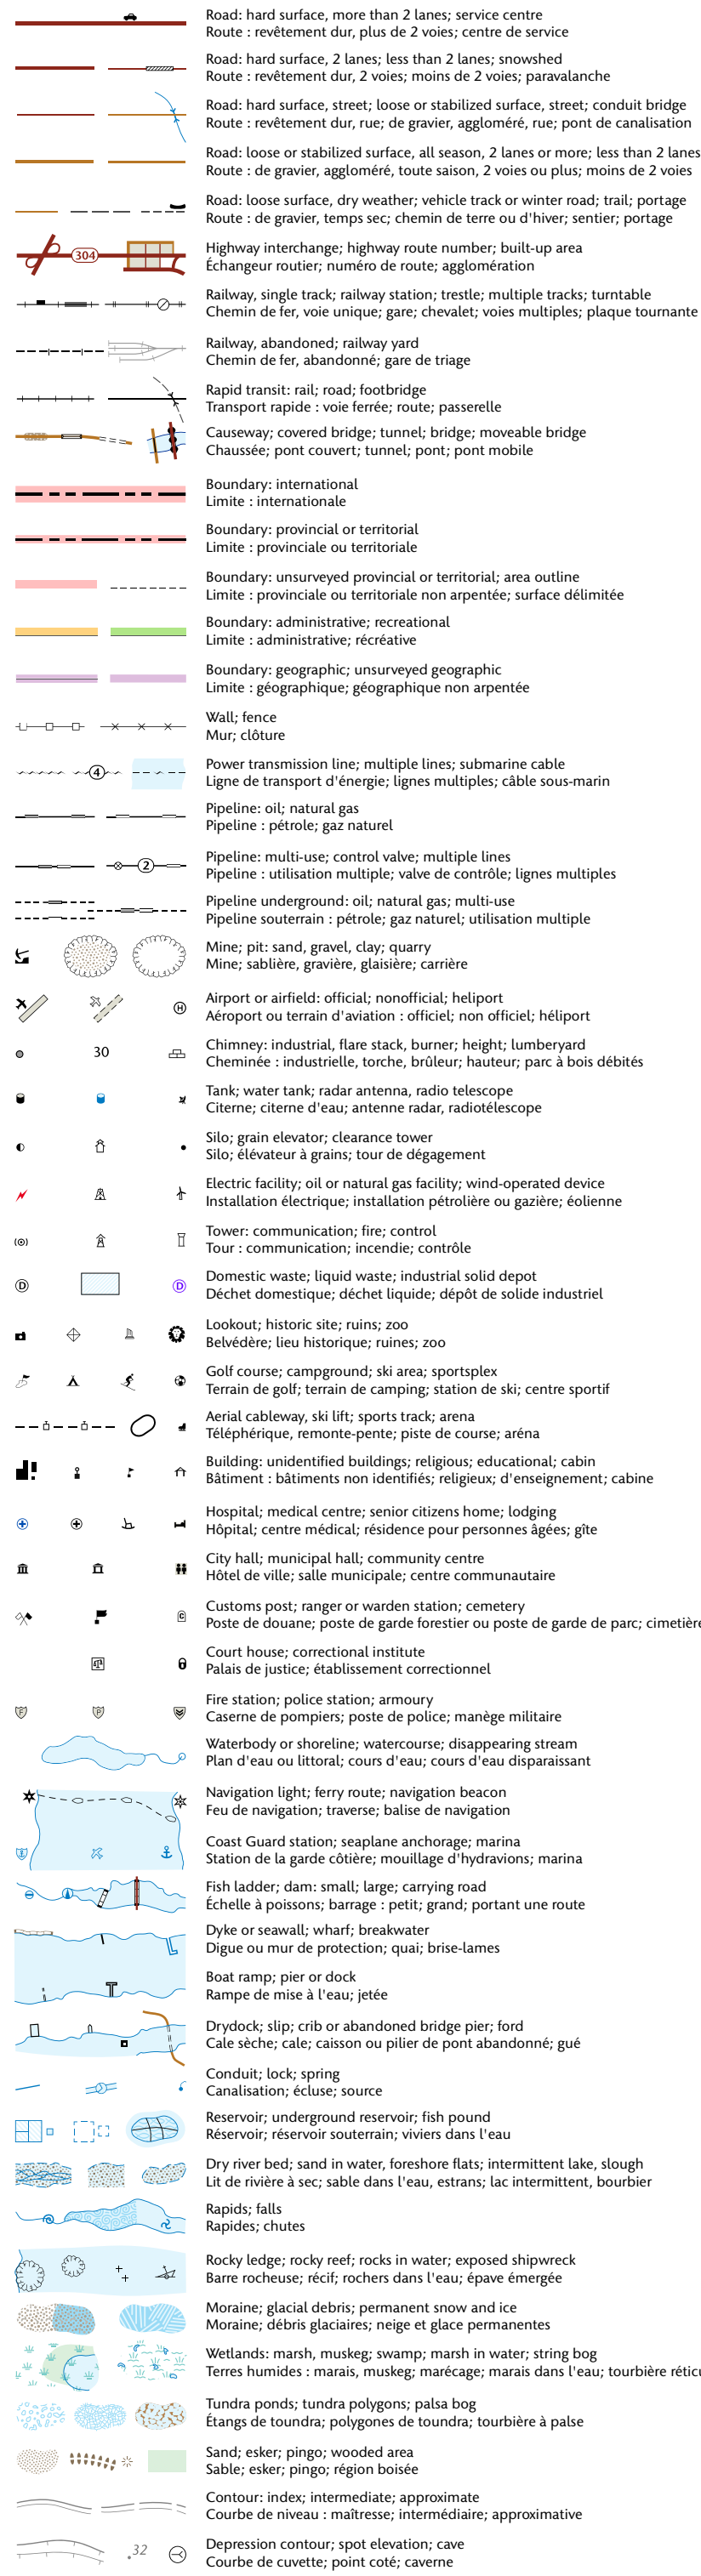 Road: hard surface, more than 2 lanes; service centre
Route : revêtement dur, plus de 2 voies; centre de service
Road: hard surface, 2 lanes; less than 2 lanes; snowshed
Route : revêtement dur, 2 voies; moins de 2 voies; paravalanche
Road: hard surface, street; loose or stabilized surface, street; conduit bridge
Route : revêtement dur, rue; de gravier, aggloméré, rue; pont de canalisation
Road: loose or stabilized surface, all season, 2 lanes or more; less than 2 lanes
Route : de gravier, aggloméré, toute saison, 2 voies ou plus; moins de 2 voies
Road: loose surface, dry weather; vehicle track or winter road; trail; portage
Route : de gravier, temps sec; chemin de terre ou d'hiver; sentier; portage
304
Highway interchange; highway route number; built-up area
Échangeur routier; numéro de route; agglomération
Railway, single track; railway station; trestle; multiple tracks; turntable
Chemin de fer, voie unique; gare; chevalet; voies multiples; plaque tournante
Railway, abandoned; railway yard
Chemin de fer, abandonné; gare de triage
Rapid transit: rail; road; footbridge
Transport rapide : voie ferrée; route; passerelle
Causeway; covered bridge; tunnel; bridge; moveable bridge
Chaussée; pont couvert; tunnel; pont; pont mobile
Boundary: international
Limite : internationale
Boundary: provincial or territorial
Limite : provinciale ou territoriale
Boundary: unsurveyed provincial or territorial; area outline
Limite : provinciale ou territoriale non arpentée; surface délimitée
Boundary: administrative; recreational
Limite : administrative; récréative
Boundary: geographic; unsurveyed geographic
Limite : géographique; géographique non arpentée
Wall; fence
Mur; clôture
4
Power transmission line; multiple lines; submarine cable
Ligne de transport d'énergie; lignes multiples; câble sous-marin
Pipeline: oil; natural gas
Pipeline : pétrole; gaz naturel
2
Pipeline: multi-use; control valve; multiple lines
Pipeline : utilisation multiple; valve de contrôle; lignes multiples
Pipeline underground: oil; natural gas; multi-use
Pipeline souterrain : pétrole; gaz naturel; utilisation multiple
Mine; pit: sand, gravel, clay; quarry
Mine; sablière, gravière, glaisière; carrière
H
Airport or airfield: official; nonofficial; heliport
Aéroport ou terrain d'aviation : officiel; non officiel; héliport
30
Chimney: industrial, flare stack, burner; height; lumberyard
Cheminée : industrielle, torche, brûleur; hauteur; parc à bois débités
Tank; water tank; radar antenna, radio telescope
Citerne; citerne d'eau; antenne radar, radiotélescope
Silo; grain elevator; clearance tower
Silo; élévateur à grains; tour de dégagement
Electric facility; oil or natural gas facility; wind-operated device
Installation électrique; installation pétrolière ou gazière; éolienne
Tower: communication; fire; control
Tour : communication; incendie; contrôle
D D
Domestic waste; liquid waste; industrial solid depot
Déchet domestique; déchet liquide; dépôt de solide industriel
Lookout; historic site; ruins; zoo
Belvédère; lieu historique; ruines; zoo
Golf course; campground; ski area; sportsplex
Terrain de golf; terrain de camping; station de ski; centre sportif
Aerial cableway, ski lift; sports track; arena
Téléphérique, remonte-pente; piste de course; aréna
Building: unidentified buildings; religious; educational; cabin
Bâtiment : bâtiments non identifiés; religieux; d'enseignement; cabine
Hospital; medical centre; senior citizens home; lodging
Hôpital; centre médical; résidence pour personnes âgées; gîte
City hall; municipal hall; community centre
Hôtel de ville; salle municipale; centre communautaire
C
Customs post; ranger or warden station; cemetery
Poste de douane; poste de garde forestier ou poste de garde de parc; cimetière
Court house; correctional institute
Palais de justice; établissement correctionnel
F P
Fire station; police station; armoury
Caserne de pompiers; poste de police; manège militaire
Waterbody or shoreline; watercourse; disappearing stream
Plan d'eau ou littoral; cours d'eau; cours d'eau disparaissant
Navigation light; ferry route; navigation beacon
Feu de navigation; traverse; balise de navigation
Coast Guard station; seaplane anchorage; marina
Station de la garde côtière; mouillage d'hydravions; marina
Fish ladder; dam: small; large; carrying road
Échelle à poissons; barrage : petit; grand; portant une route
Dyke or seawall; wharf; breakwater
Digue ou mur de protection; quai; brise-lames
Boat ramp; pier or dock
Rampe de mise à l'eau; jetée
Drydock; slip; crib or abandoned bridge pier; ford
Cale sèche; cale; caisson ou pilier de pont abandonné; gué
Conduit; lock; spring
Canalisation; écluse; source
Reservoir; underground reservoir; fish pound
Réservoir; réservoir souterrain; viviers dans l'eau
Dry river bed; sand in water, foreshore flats; intermittent lake, slough
Lit de rivière à sec; sable dans l'eau, estrans; lac intermittent, bourbier
Rapids; falls
Rapides; chutes
Rocky ledge; rocky reef; rocks in water; exposed shipwreck
Barre rocheuse; récif; rochers dans l'eau; épave émergée
Moraine; glacial debris; permanent snow and ice
Moraine; débris glaciaires; neige et glace permanentes
Wetlands: marsh, muskeg; swamp; marsh in water; string bog
Terres humides : marais, muskeg; marécage; marais dans l'eau; tourbière
Tundra ponds; tundra polygons; palsa bog
Étangs de toundra; polygones de toundra; tourbière à palse
Sand; esker; pingo; wooded area
Sable; esker; pingo; région boisée
Contour: index; intermediate; approximate
Courbe de niveau : maîtresse; intermédiaire; approximative
32
Depression contour; spot elevation; cave
Courbe de cuvette; point coté; caverne